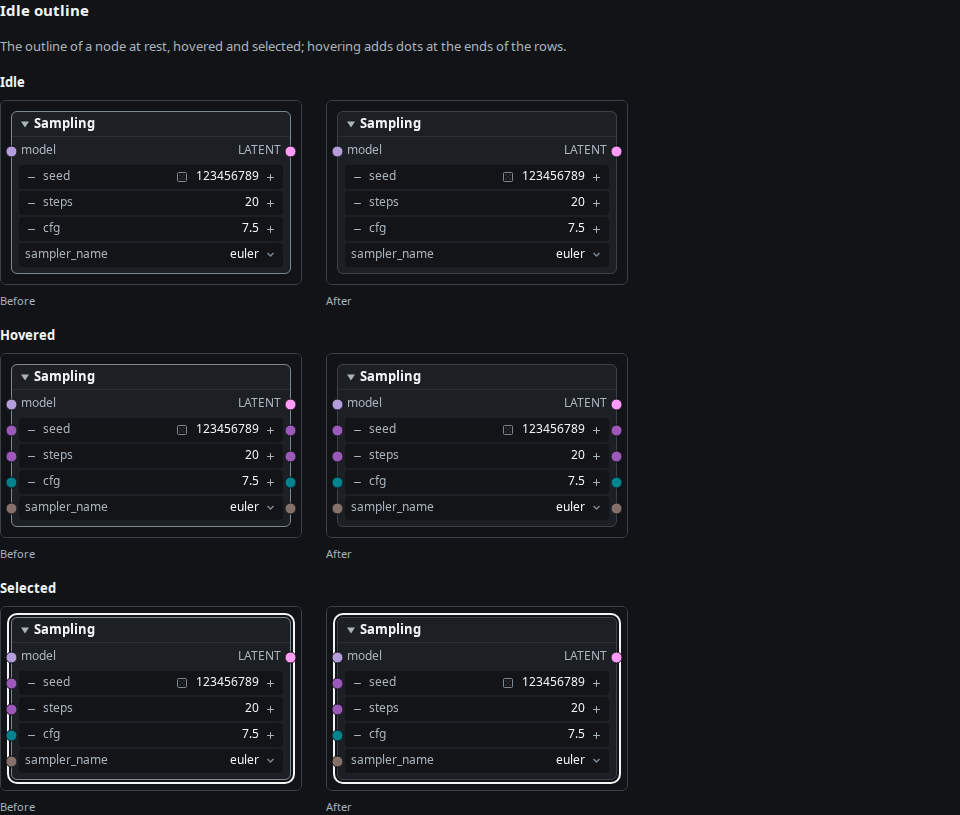 Idle outline
The outline of a node at rest, hovered and selected; hovering adds dots at the ends of the rows.
Idle
Sampling
model LATENT
– seed 123456789 +
– steps 20 +
– cfg 7.5 +
sampler_name euler
Before
Sampling
model LATENT
– seed 123456789 +
– steps 20 +
– cfg 7.5 +
sampler_name euler
After
Hovered
Sampling
model LATENT
– seed 123456789 +
– steps 20 +
– cfg 7.5 +
sampler_name euler
Before
Sampling
model LATENT
– seed 123456789 +
– steps 20 +
– cfg 7.5 +
sampler_name euler
After
Selected
Sampling
model LATENT
– seed 123456789 +
– steps 20 +
– cfg 7.5 +
sampler_name euler
Before
Sampling
model LATENT
– seed 123456789 +
– steps 20 +
– cfg 7.5 +
sampler_name euler
After